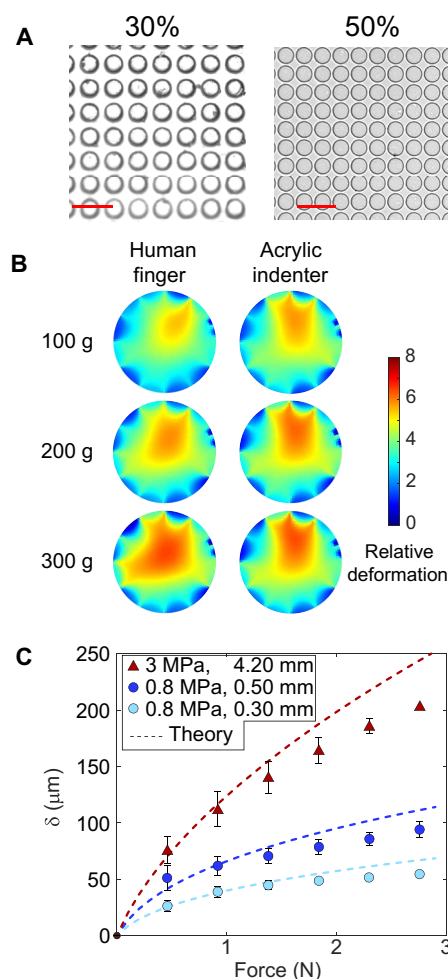 A
30%
50%
B
Human
finger
Acrylic
indenter
100 g
200 g
300 g
8
6
4
2
0
Relative
deformation
C
250
200
150
100
50
0
3 MPa, 4.20 mm
0.8 MPa, 0.50 mm
0.8 MPa, 0.30 mm
Theory
δ (μm)
1
2
3
Force (N)